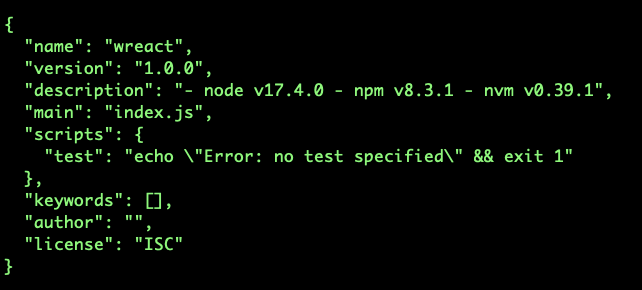 {
  "name": "wreact",
  "version": "1.0.0",
  "description": "- node v17.4.0 - npm v8.3.1 - nvm v0.39.1",
  "main": "index.js",
  "scripts": {
    "test": "echo \"Error: no test specified\" && exit 1"
  },
  "keywords": [],
  "author": "",
  "license": "ISC"
}